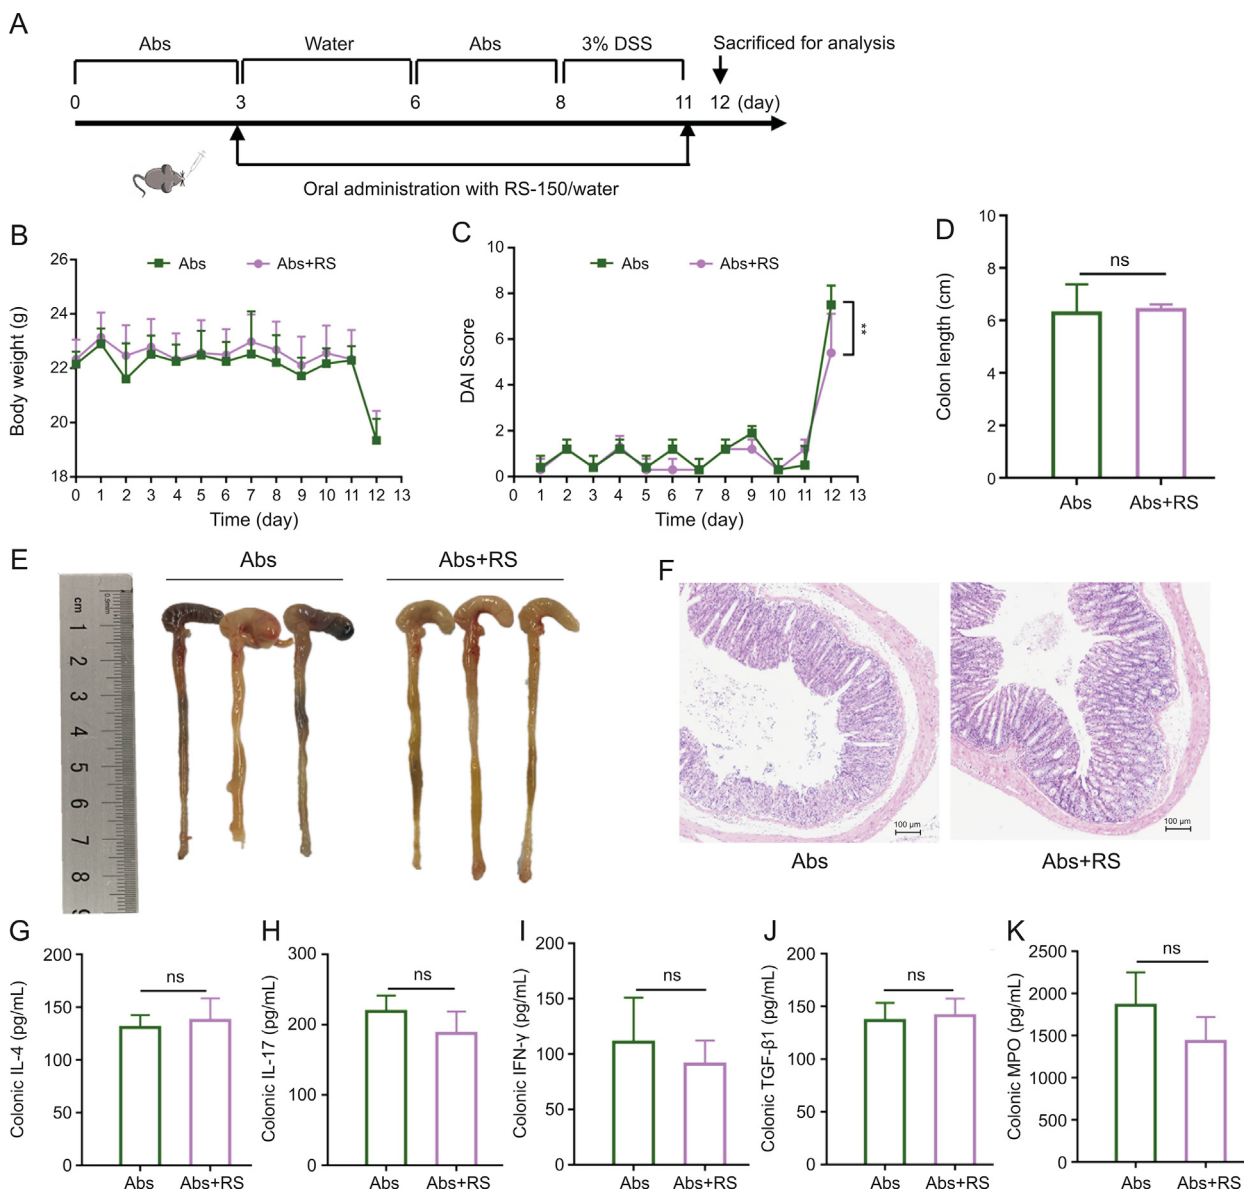 A
Abs
Water
Abs
3% DSS
Sacrificed for analysis
0
3
6
8
11
12 (day)
Oral administration with RS-150/water
B
Abs
Abs+RS
26
24
22
20
18
Body weight (g)
0 1 2 3 4 5 6 7 8 9 10 11 12 13
Time (day)
C
Abs
Abs+RS
10
8
6
4
2
0
DAI Score
**
0 1 2 3 4 5 6 7 8 9 10 11 12 13
Time (day)
D
10
8
6
4
2
0
Colon length (cm)
ns
Abs
Abs+RS
E
Abs
Abs+RS
cm
0.5mm
1
2
3
4
5
6
7
8
9
F
100 µm
100 µm
Abs
Abs+RS
G
200
150
100
50
0
Colonic IL-4 (pg/mL)
ns
Abs
Abs+RS
H
300
200
100
0
Colonic IL-17 (pg/mL)
ns
Abs
Abs+RS
I
200
150
100
50
0
Colonic IFN-γ (pg/mL)
ns
Abs
Abs+RS
J
200
150
100
50
0
Colonic TGF-β1 (pg/mL)
ns
Abs
Abs+RS
K
2500
2000
1500
1000
500
0
Colonic MPO (pg/mL)
ns
Abs
Abs+RS